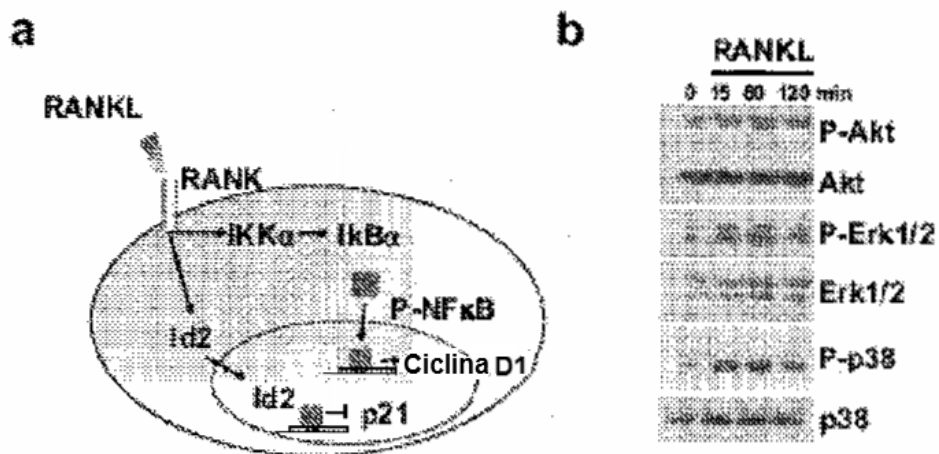 a
RANKL
RANK
IKKα
IkBα
P-NFκB
Id2
Ciclina D1
Id2
p21
b
RANKL
0 15 60 120 min
P-Akt
Akt
P-Erk1/2
Erk1/2
P-p38
p38